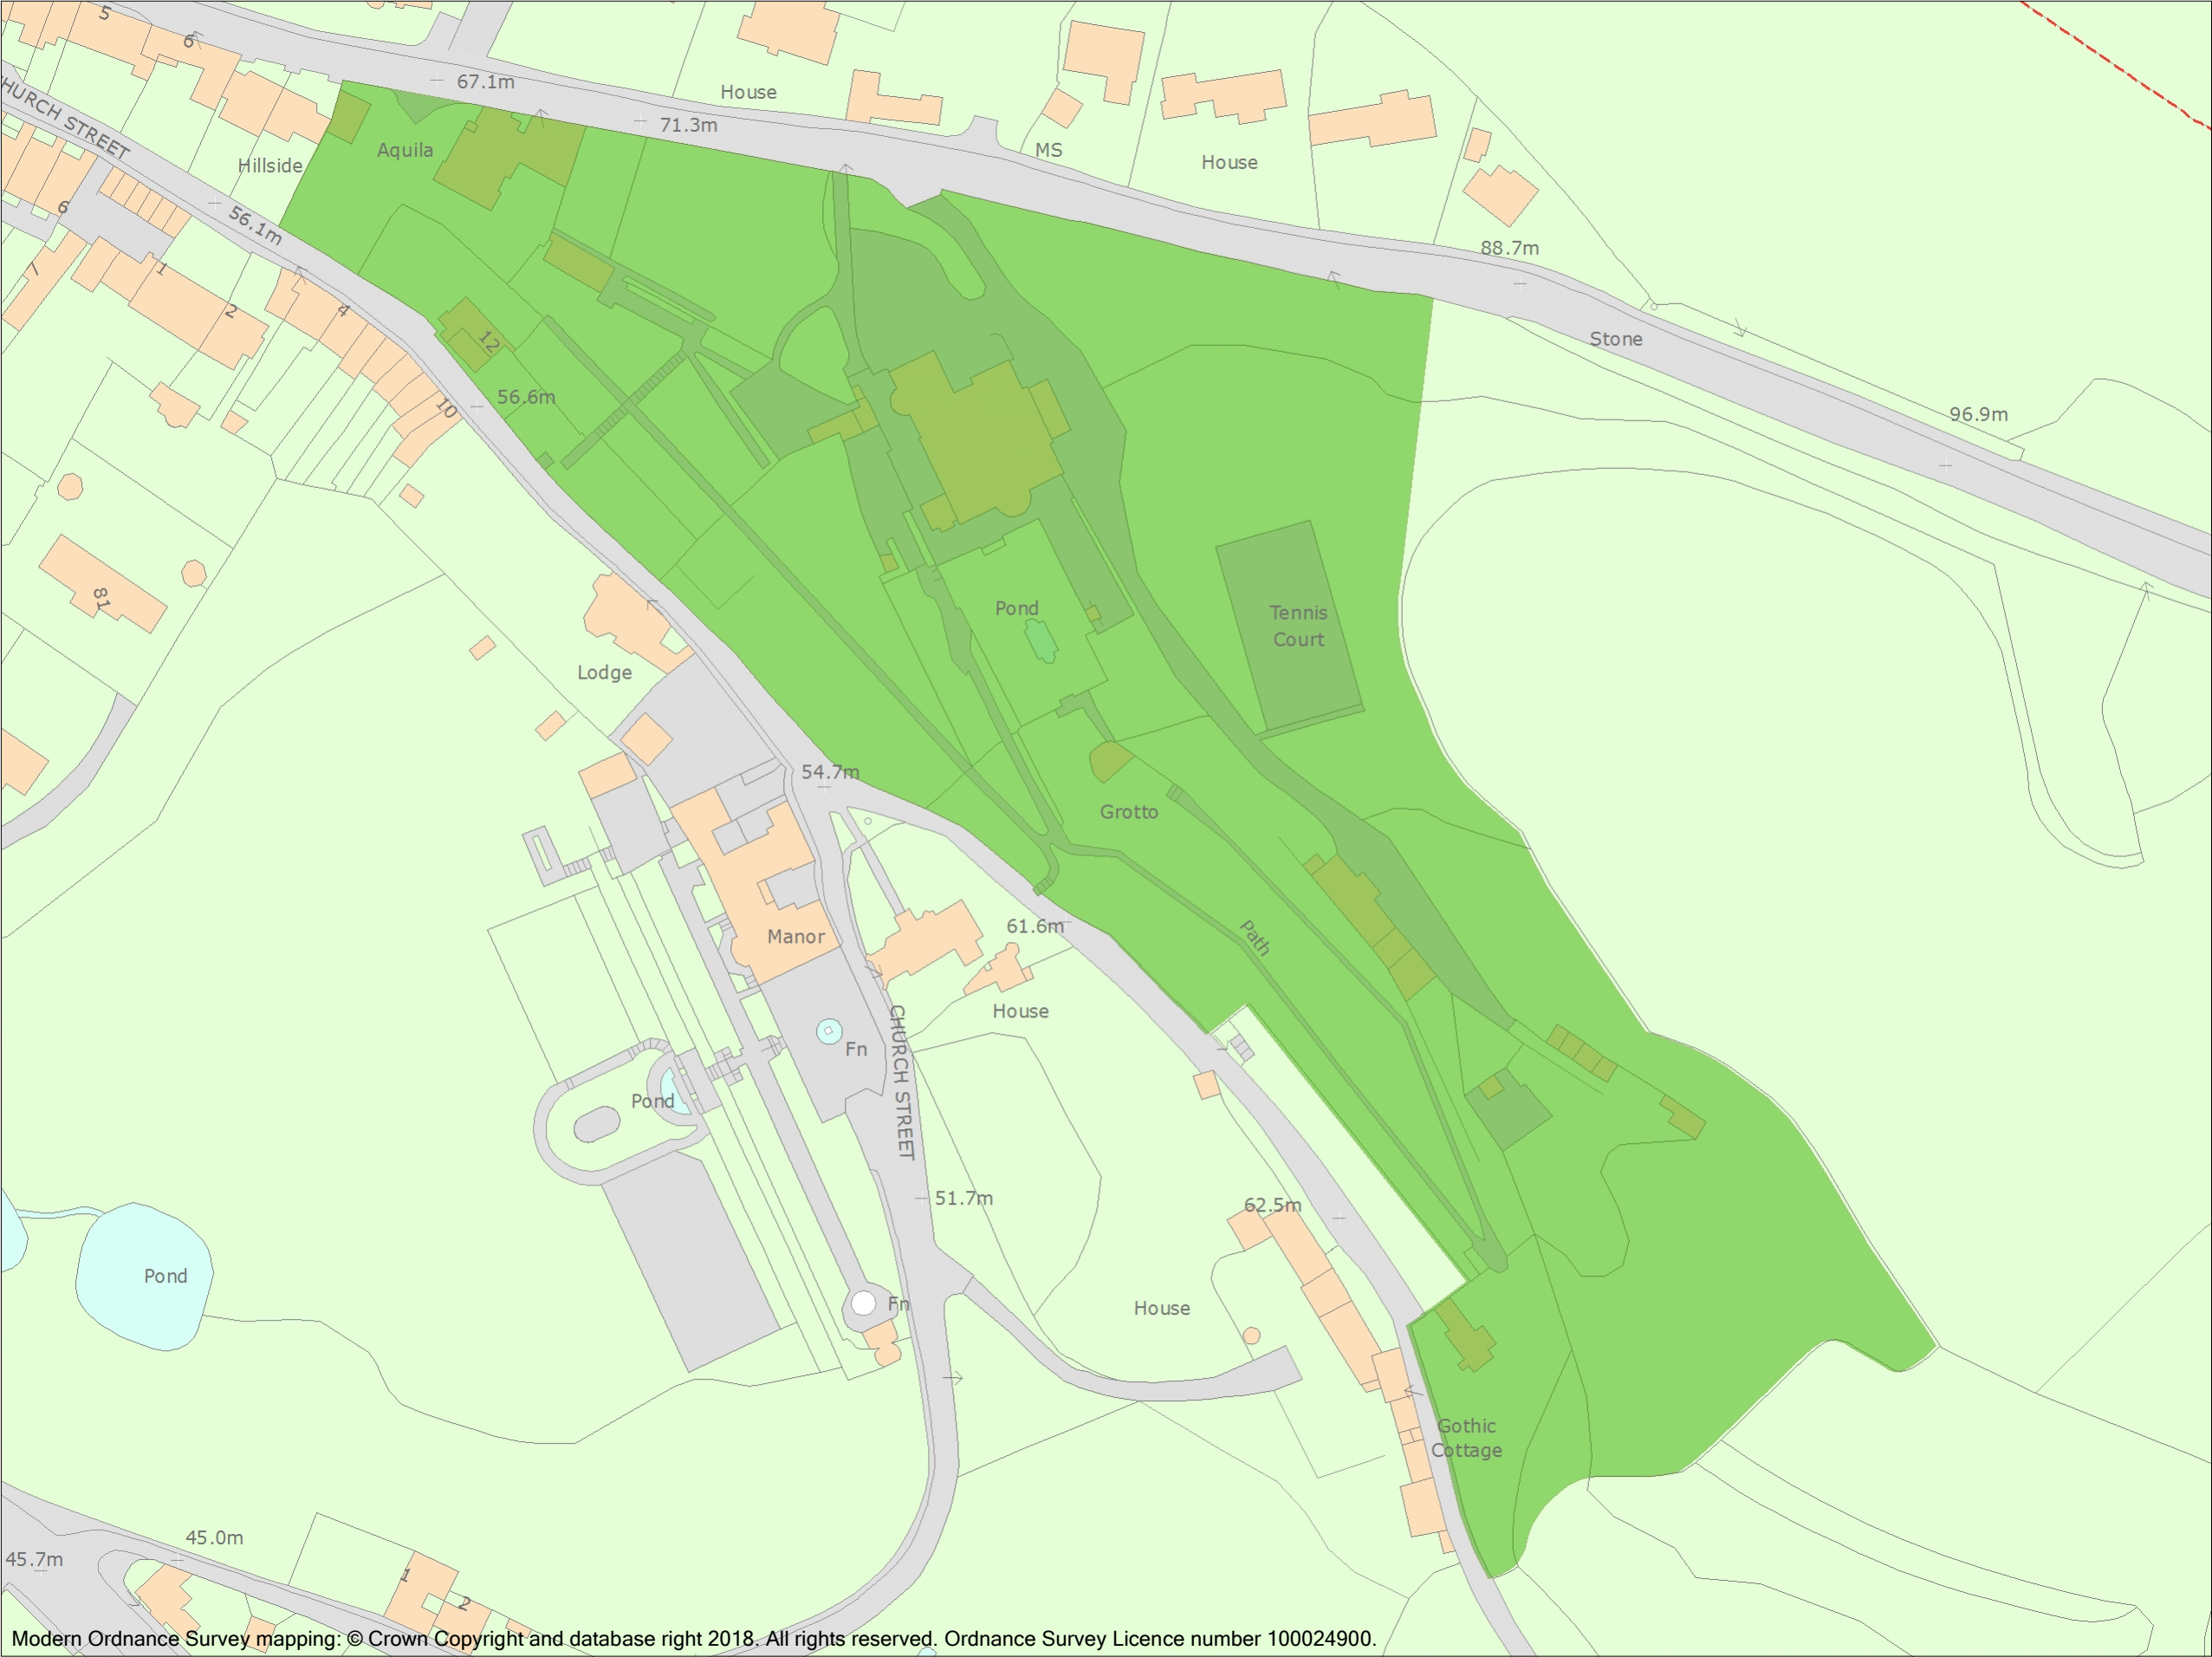 5
6
67.1m
House
71.3m
MS
House
CHURCH STREET
Hillside
Aquila
6
56.1m
88.7m
7
1
2
4
12
Stone
56.6m
10
96.9m
81
Pond
Tennis
Court
Lodge
54.7m
Grotto
Manor
61.6m
Path
House
CHURCH STREET
Fn
Pond
51.7m
62.5m
Pond
Fn
House
Gothic
Cottage
45.0m
45.7m
1
2
Modern Ordnance Survey mapping: © Crown Copyright and database right 2018. All rights reserved. Ordnance Survey Licence number 100024900.